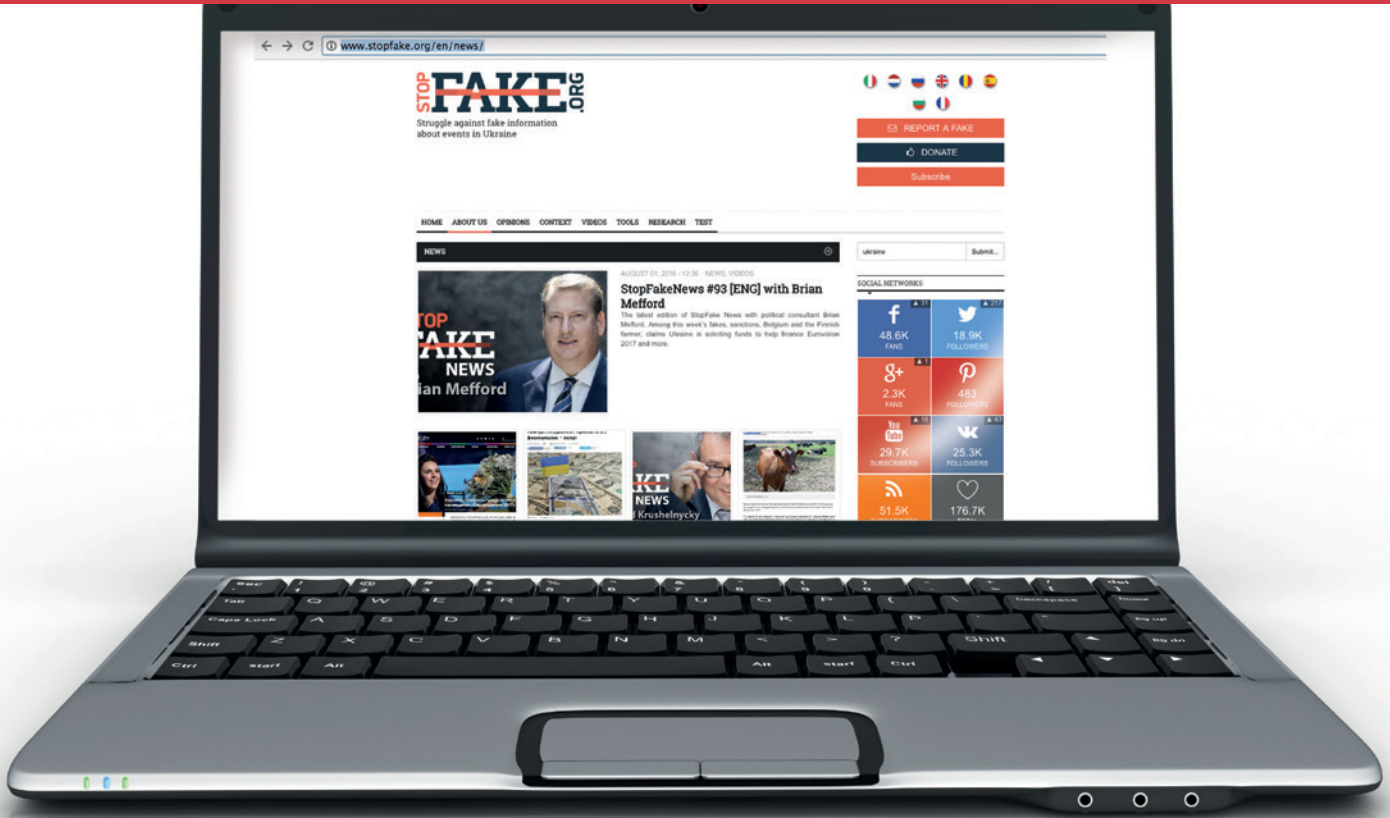 www.stopfake.org/en/news/
STOP FAKE .ORG
Struggle against fake information
about events in Ukraine
REPORT A FAKE
DONATE
Subscribe
HOME ABOUT US OPINIONS CONTEXT VIDEOS TOOLS RESEARCH TEST
NEWS
ukraine Submit...
AUGUST 01, 2016 - 12:36 · NEWS, VIDEOS
StopFakeNews #93 [ENG] with Brian
Mefford
The latest edition of StopFake News with political consultant Brian
Mefford. Among this week's fakes, sanctions, Belgium and the Finnish
farmer, claims Ukraine is soliciting funds to help finance Eurovision
2017 and more.
TOP
FAKE
NEWS
ian Mefford
SOCIAL NETWORKS
48.6K
FANS
18.9K
FOLLOWERS
2.3K
FANS
483
FOLLOWERS
You
Tube
29.7K
SUBSCRIBERS
25.3K
FOLLOWERS
51.5K
176.7K
KE
NEWS
d Krushelnycky
Tab Q W E R T Y U O P backspace home
Caps Lock A S D F G H J K L P pg up
Shift Z X C V B N M < > ? Shift pg dn
Ctrl start Alt Alt start Ctrl